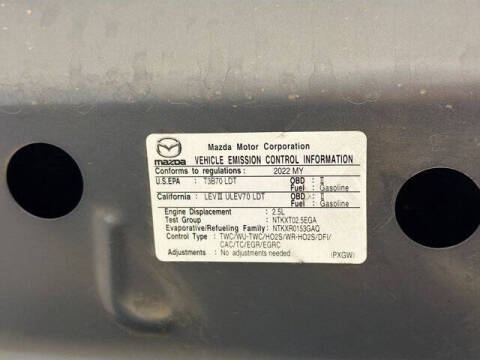 Mazda Motor Corporation
mazda VEHICLE EMISSION CONTROL INFORMATION
Conforms to regulations: 2022 MY
U.S.EPA : T3B70 LDT OBD : II
Fuel : Gasoline
California : LEVIII ULEV70 LDT OBD : II
Fuel : Gasoline
Engine Displacement : 2.5L
Test Group : NTKXT02.5EGA
Evaporative/Refueling Family : NTKXR0153GAQ
Control Type : TWC/WU-TWC/HO2S/WR-HO2S/DFI/
CAC/TC/EGR/EGRC
Adjustments : No adjustments needed.
(PXGW)